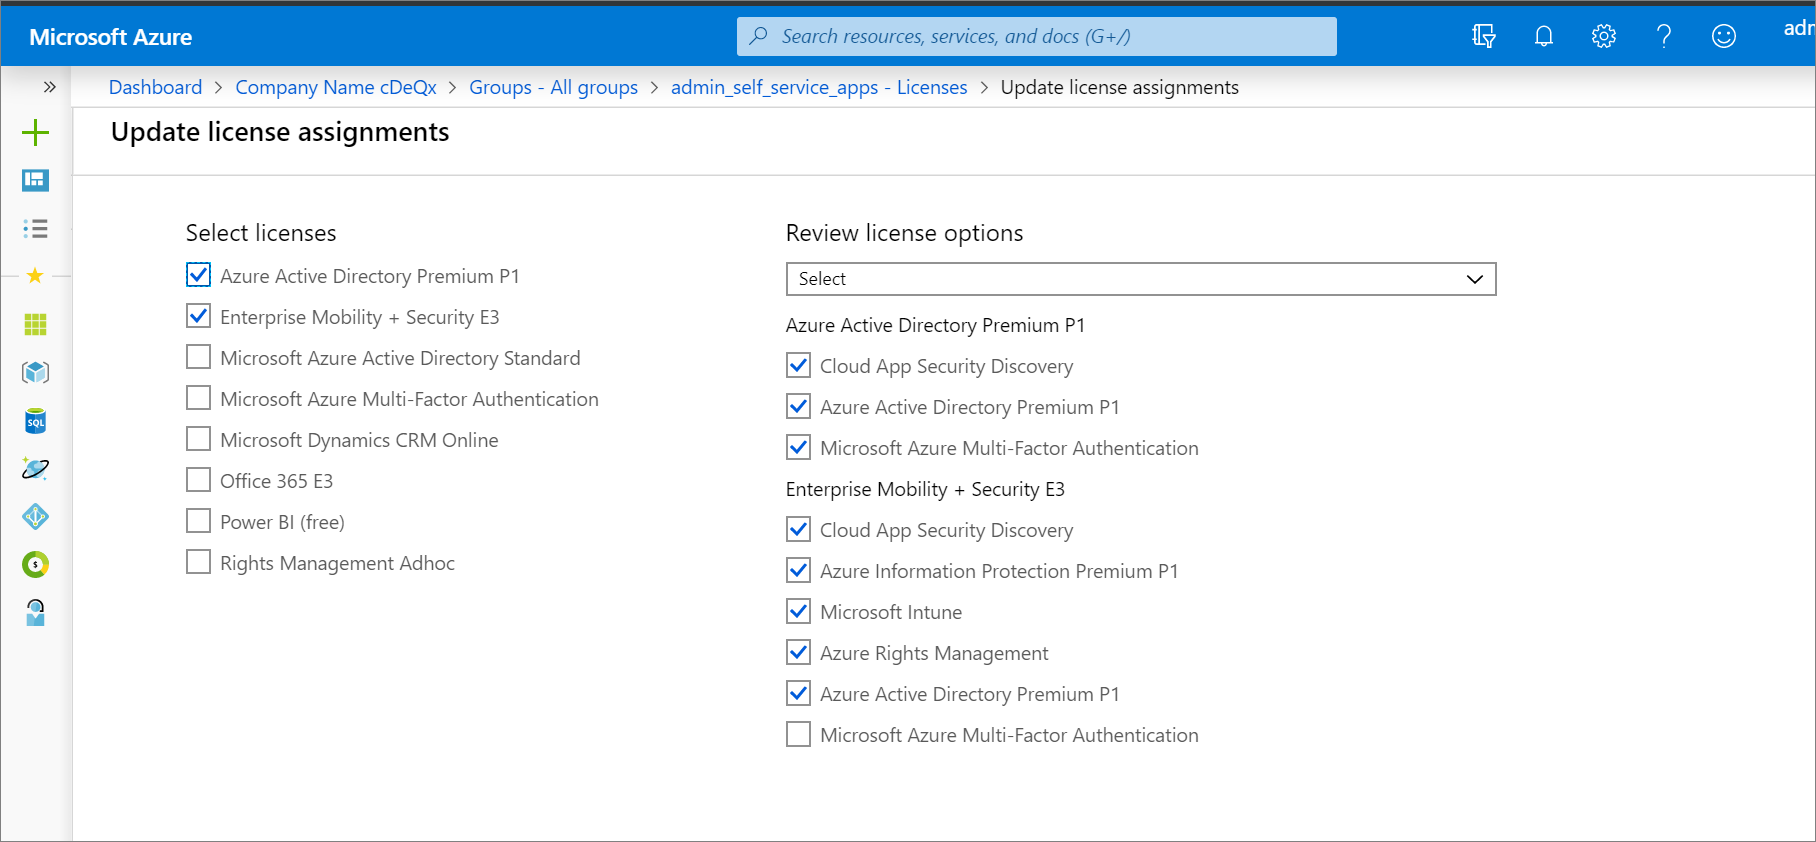 Microsoft Azure
Search resources, services, and docs (G+/)
Dashboard > Company Name cDeQx > Groups - All groups > admin_self_service_apps - Licenses > Update license assignments
Update license assignments
Select licenses
Azure Active Directory Premium P1
Enterprise Mobility + Security E3
Microsoft Azure Active Directory Standard
Microsoft Azure Multi-Factor Authentication
Microsoft Dynamics CRM Online
Office 365 E3
Power BI (free)
Rights Management Adhoc
SQL
Review license options
Select
Azure Active Directory Premium P1
Cloud App Security Discovery
Azure Active Directory Premium P1
Microsoft Azure Multi-Factor Authentication
Enterprise Mobility + Security E3
Cloud App Security Discovery
Azure Information Protection Premium P1
Microsoft Intune
Azure Rights Management
Azure Active Directory Premium P1
Microsoft Azure Multi-Factor Authentication